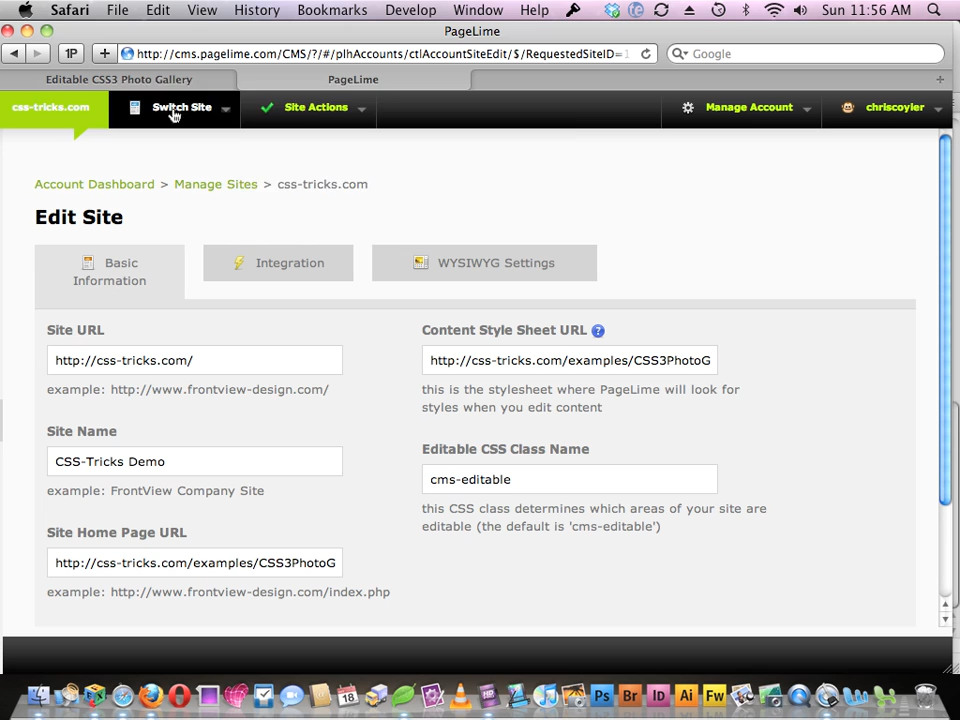 Safari File Edit View History Bookmarks Develop Window Help Sun 11:56 AM
PageLime
1P + http://cms.pagelime.com/CMS/?/#/plhAccounts/ctlAccountSiteEdit/$/RequestedSiteID= Google
Editable CSS3 Photo Gallery PageLime
css-tricks.com Switch Site Site Actions Manage Account chriscoyier
Account Dashboard > Manage Sites > css-tricks.com
Edit Site
Basic Information
Integration
WYSIWYG Settings
Site URL
http://css-tricks.com/
example: http://www.frontview-design.com/
Site Name
CSS-Tricks Demo
example: FrontView Company Site
Site Home Page URL
http://css-tricks.com/examples/CSS3PhotoG
example: http://www.frontview-design.com/index.php
Content Style Sheet URL ?
http://css-tricks.com/examples/CSS3PhotoG
this is the stylesheet where PageLime will look for
styles when you edit content
Editable CSS Class Name
cms-editable
this CSS class determines which areas of your site are
editable (the default is 'cms-editable')
18 Ps Br Id Ai Fw